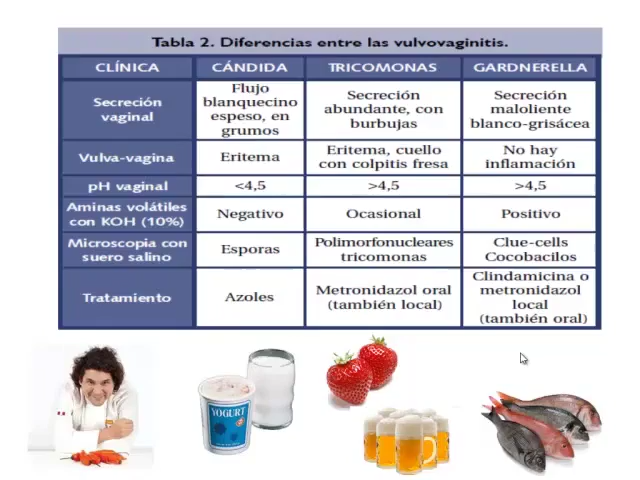 Tabla 2. Diferencias entre las vulvovaginitis.
CLÍNICA CÁNDIDA TRICOMONAS GARDNERELLA
Secreción vaginal
Flujo blanquecino espeso, en grumos
Secreción abundante, con burbujas
Secreción maloliente blanco-grisácea
Vulva-vagina
Eritema
Eritema, cuello con colpitis fresa
No hay inflamación
pH vaginal <4,5 >4,5 >4,5
Aminas volátiles con KOH (10%)
Negativo
Ocasional
Positivo
Microscopia con suero salino
Esporas
Polimorfonucleares tricomonas
Clue-cells Cocobacilos
Tratamiento
Azoles
Metronidazol oral (también local)
Clindamicina o metronidazol local (también oral)
YOGURT